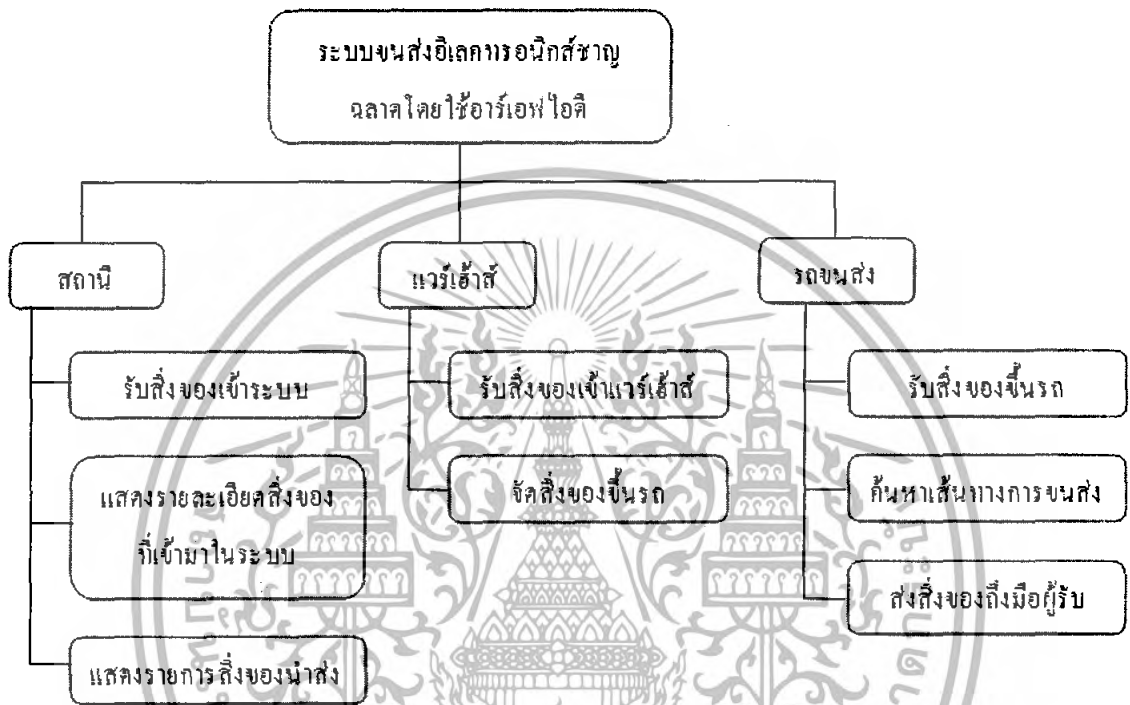 ระบบขนส่งอิเลคทรอนิกส์ชาญ
ฉลาดโดยใช้อาร์เอฟไอดี
สถานี
แวร์เฮ้าส์
รถขนส่ง
รับสิ่งของเข้าระบบ
แสดงรายละเอียดสิ่งของ
ที่เข้ามาในระบบ
แสดงรายการสิ่งของนำส่ง
รับสิ่งของเข้าแวร์เฮ้าส์
จัดสิ่งของขึ้นรถ
รับสิ่งของขึ้นรถ
ค้นหาเส้นทางการขนส่ง
ส่งสิ่งของถึงมือผู้รับ